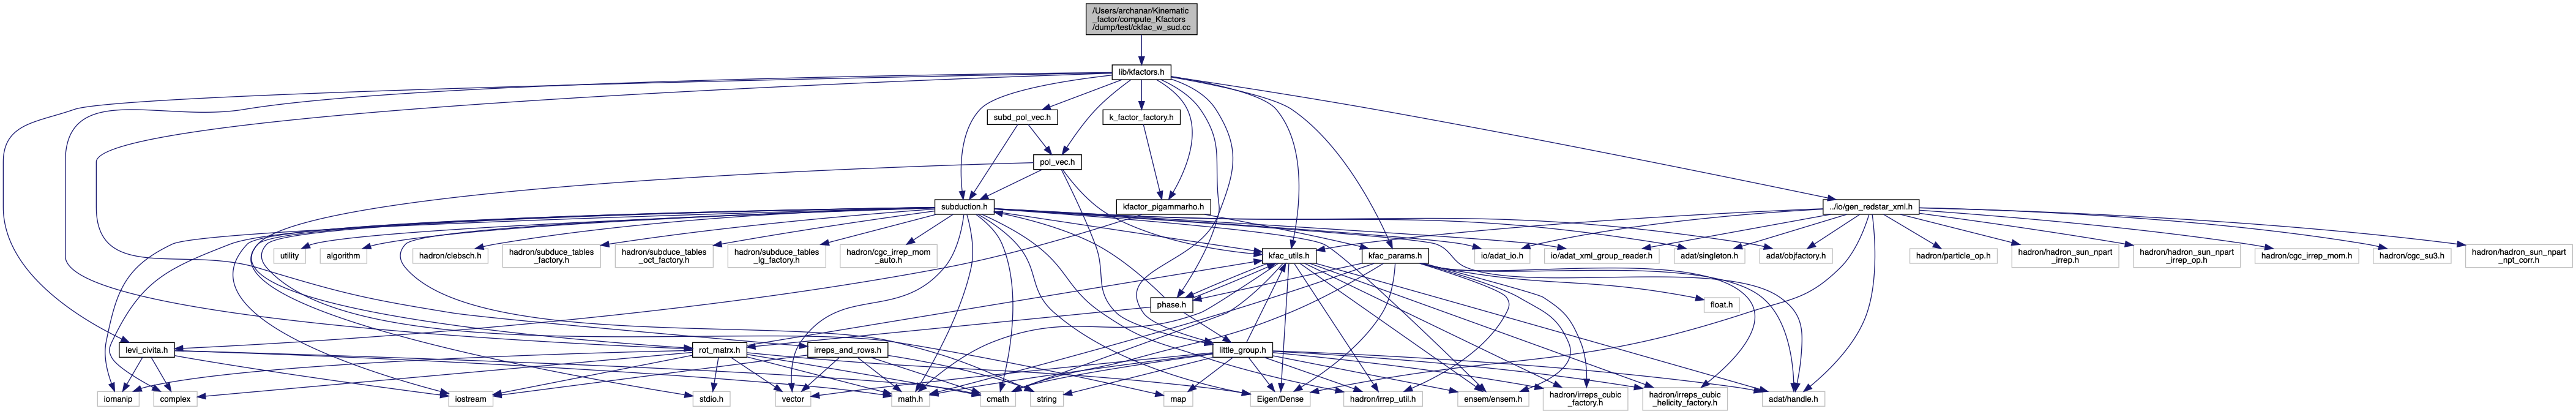 /Users/archanar/Kinematic
_factor/compute_Kfactors
/dump/test/ckfac_w_sud.cc
lib/kfactors.h
subd_pol_vec.h
k_factor_factory.h
pol_vec.h
subduction.h
kfactor_pigammarho.h
../io/gen_redstar_xml.h
utility
algorithm
hadron/clebsch.h
hadron/subduce_tables
_factory.h
hadron/subduce_tables
_oct_factory.h
hadron/subduce_tables
_lg_factory.h
hadron/cgc_irrep_mom
_auto.h
kfac_utils.h
kfac_params.h
io/adat_io.h
io/adat_xml_group_reader.h
adat/singleton.h
adat/objfactory.h
hadron/particle_op.h
hadron/hadron_sun_npart
_irrep.h
hadron/hadron_sun_npart
_irrep_op.h
hadron/cgc_irrep_mom.h
hadron/cgc_su3.h
hadron/hadron_sun_npart
_npt_corr.h
phase.h
float.h
levi_civita.h
rot_matrx.h
irreps_and_rows.h
little_group.h
iomanip
complex
iostream
stdio.h
vector
math.h
cmath
string
map
Eigen/Dense
hadron/irrep_util.h
ensem/ensem.h
hadron/irreps_cubic
_factory.h
hadron/irreps_cubic
_helicity_factory.h
adat/handle.h